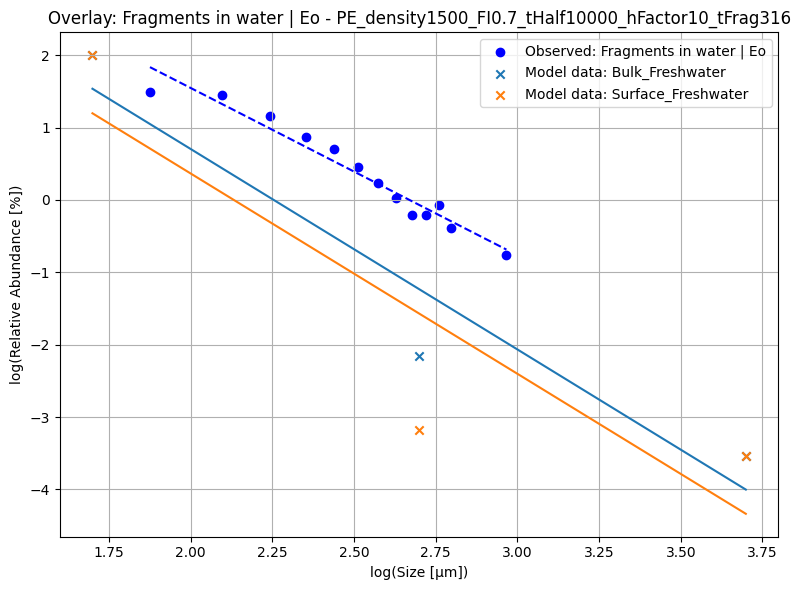 Overlay: Fragments in water | Eo - PE_density1500_FI0.7_tHalf10000_hFactor10_tFrag316
Observed: Fragments in water | Eo
Model data: Bulk_Freshwater
Model data: Surface_Freshwater
log(Relative Abundance [%])
2
1
0
−1
−2
−3
−4
1.75 2.00 2.25 2.50 2.75 3.00 3.25 3.50 3.75
log(Size [µm])